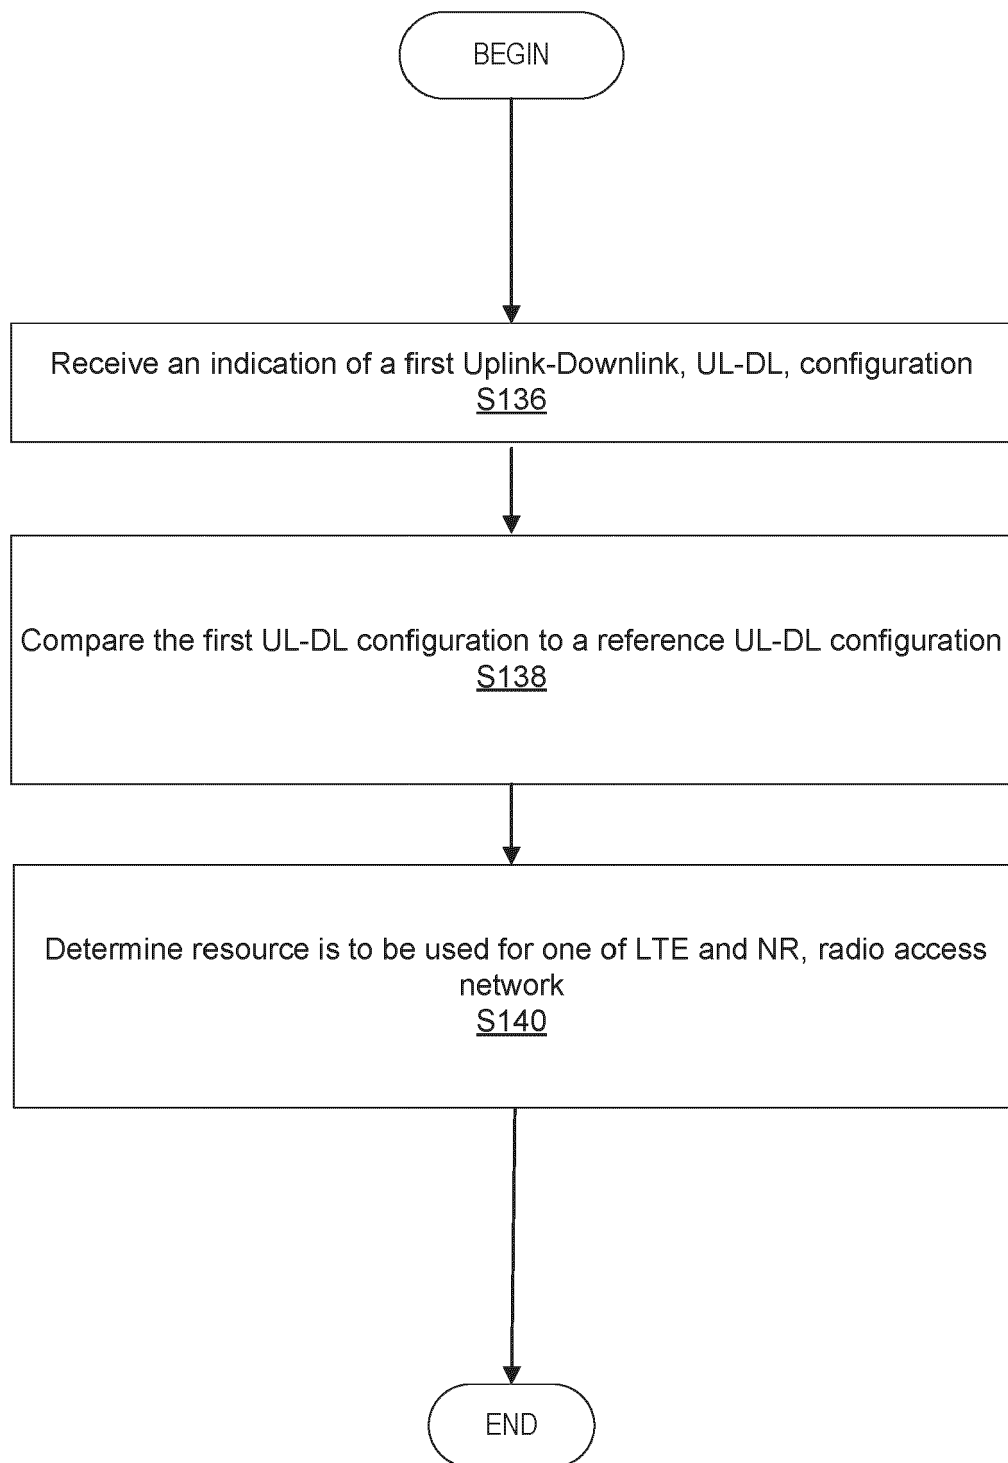 BEGIN
Receive an indication of a first Uplink-Downlink, UL-DL, configuration
S136
Compare the first UL-DL configuration to a reference UL-DL configuration
S138
Determine resource is to be used for one of LTE and NR, radio access
network
S140
END